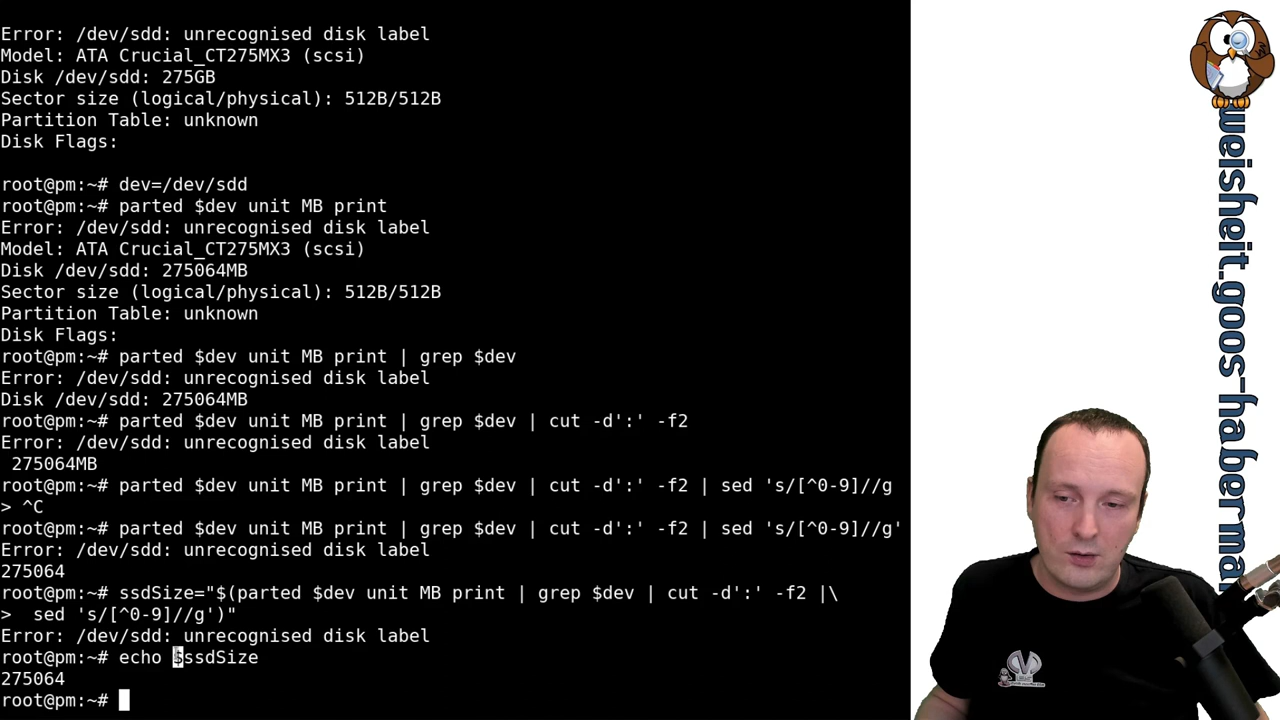 Error: /dev/sdd: unrecognised disk label
Model: ATA Crucial_CT275MX3 (scsi)
Disk /dev/sdd: 275GB
Sector size (logical/physical): 512B/512B
Partition Table: unknown
Disk Flags:
root@pm:~# dev=/dev/sdd
root@pm:~# parted $dev unit MB print
Error: /dev/sdd: unrecognised disk label
Model: ATA Crucial_CT275MX3 (scsi)
Disk /dev/sdd: 275064MB
Sector size (logical/physical): 512B/512B
Partition Table: unknown
Disk Flags:
root@pm:~# parted $dev unit MB print | grep $dev
Error: /dev/sdd: unrecognised disk label
Disk /dev/sdd: 275064MB
root@pm:~# parted $dev unit MB print | grep $dev | cut -d':' -f2
Error: /dev/sdd: unrecognised disk label
 275064MB
root@pm:~# parted $dev unit MB print | grep $dev | cut -d':' -f2 | sed 's/[^0-9]//g
> ^C
root@pm:~# parted $dev unit MB print | grep $dev | cut -d':' -f2 | sed 's/[^0-9]//g'
Error: /dev/sdd: unrecognised disk label
275064
root@pm:~# ssdSize="$(parted $dev unit MB print | grep $dev | cut -d':' -f2 |\
>  sed 's/[^0-9]//g')"
Error: /dev/sdd: unrecognised disk label
root@pm:~# echo $ssdSize
275064
root@pm:~#
weisheit.goos-haberma